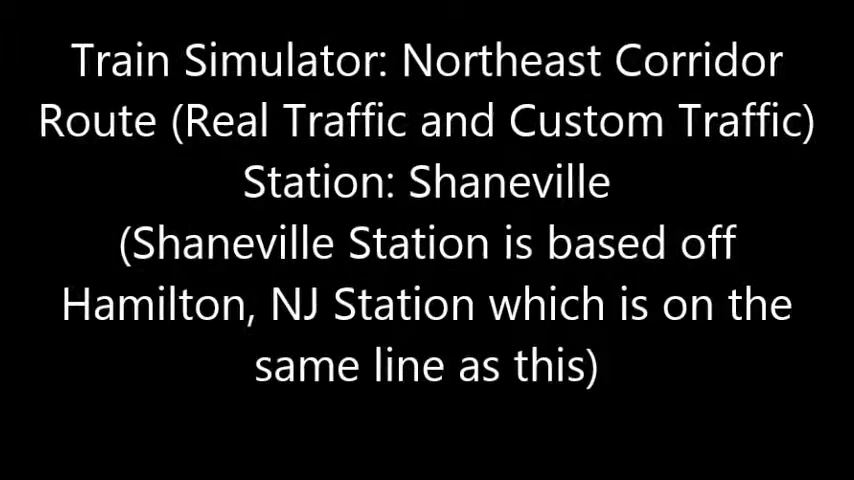 Train Simulator: Northeast Corridor
Route (Real Traffic and Custom Traffic)
Station: Shaneville
(Shaneville Station is based off
Hamilton, NJ Station which is on the
same line as this)